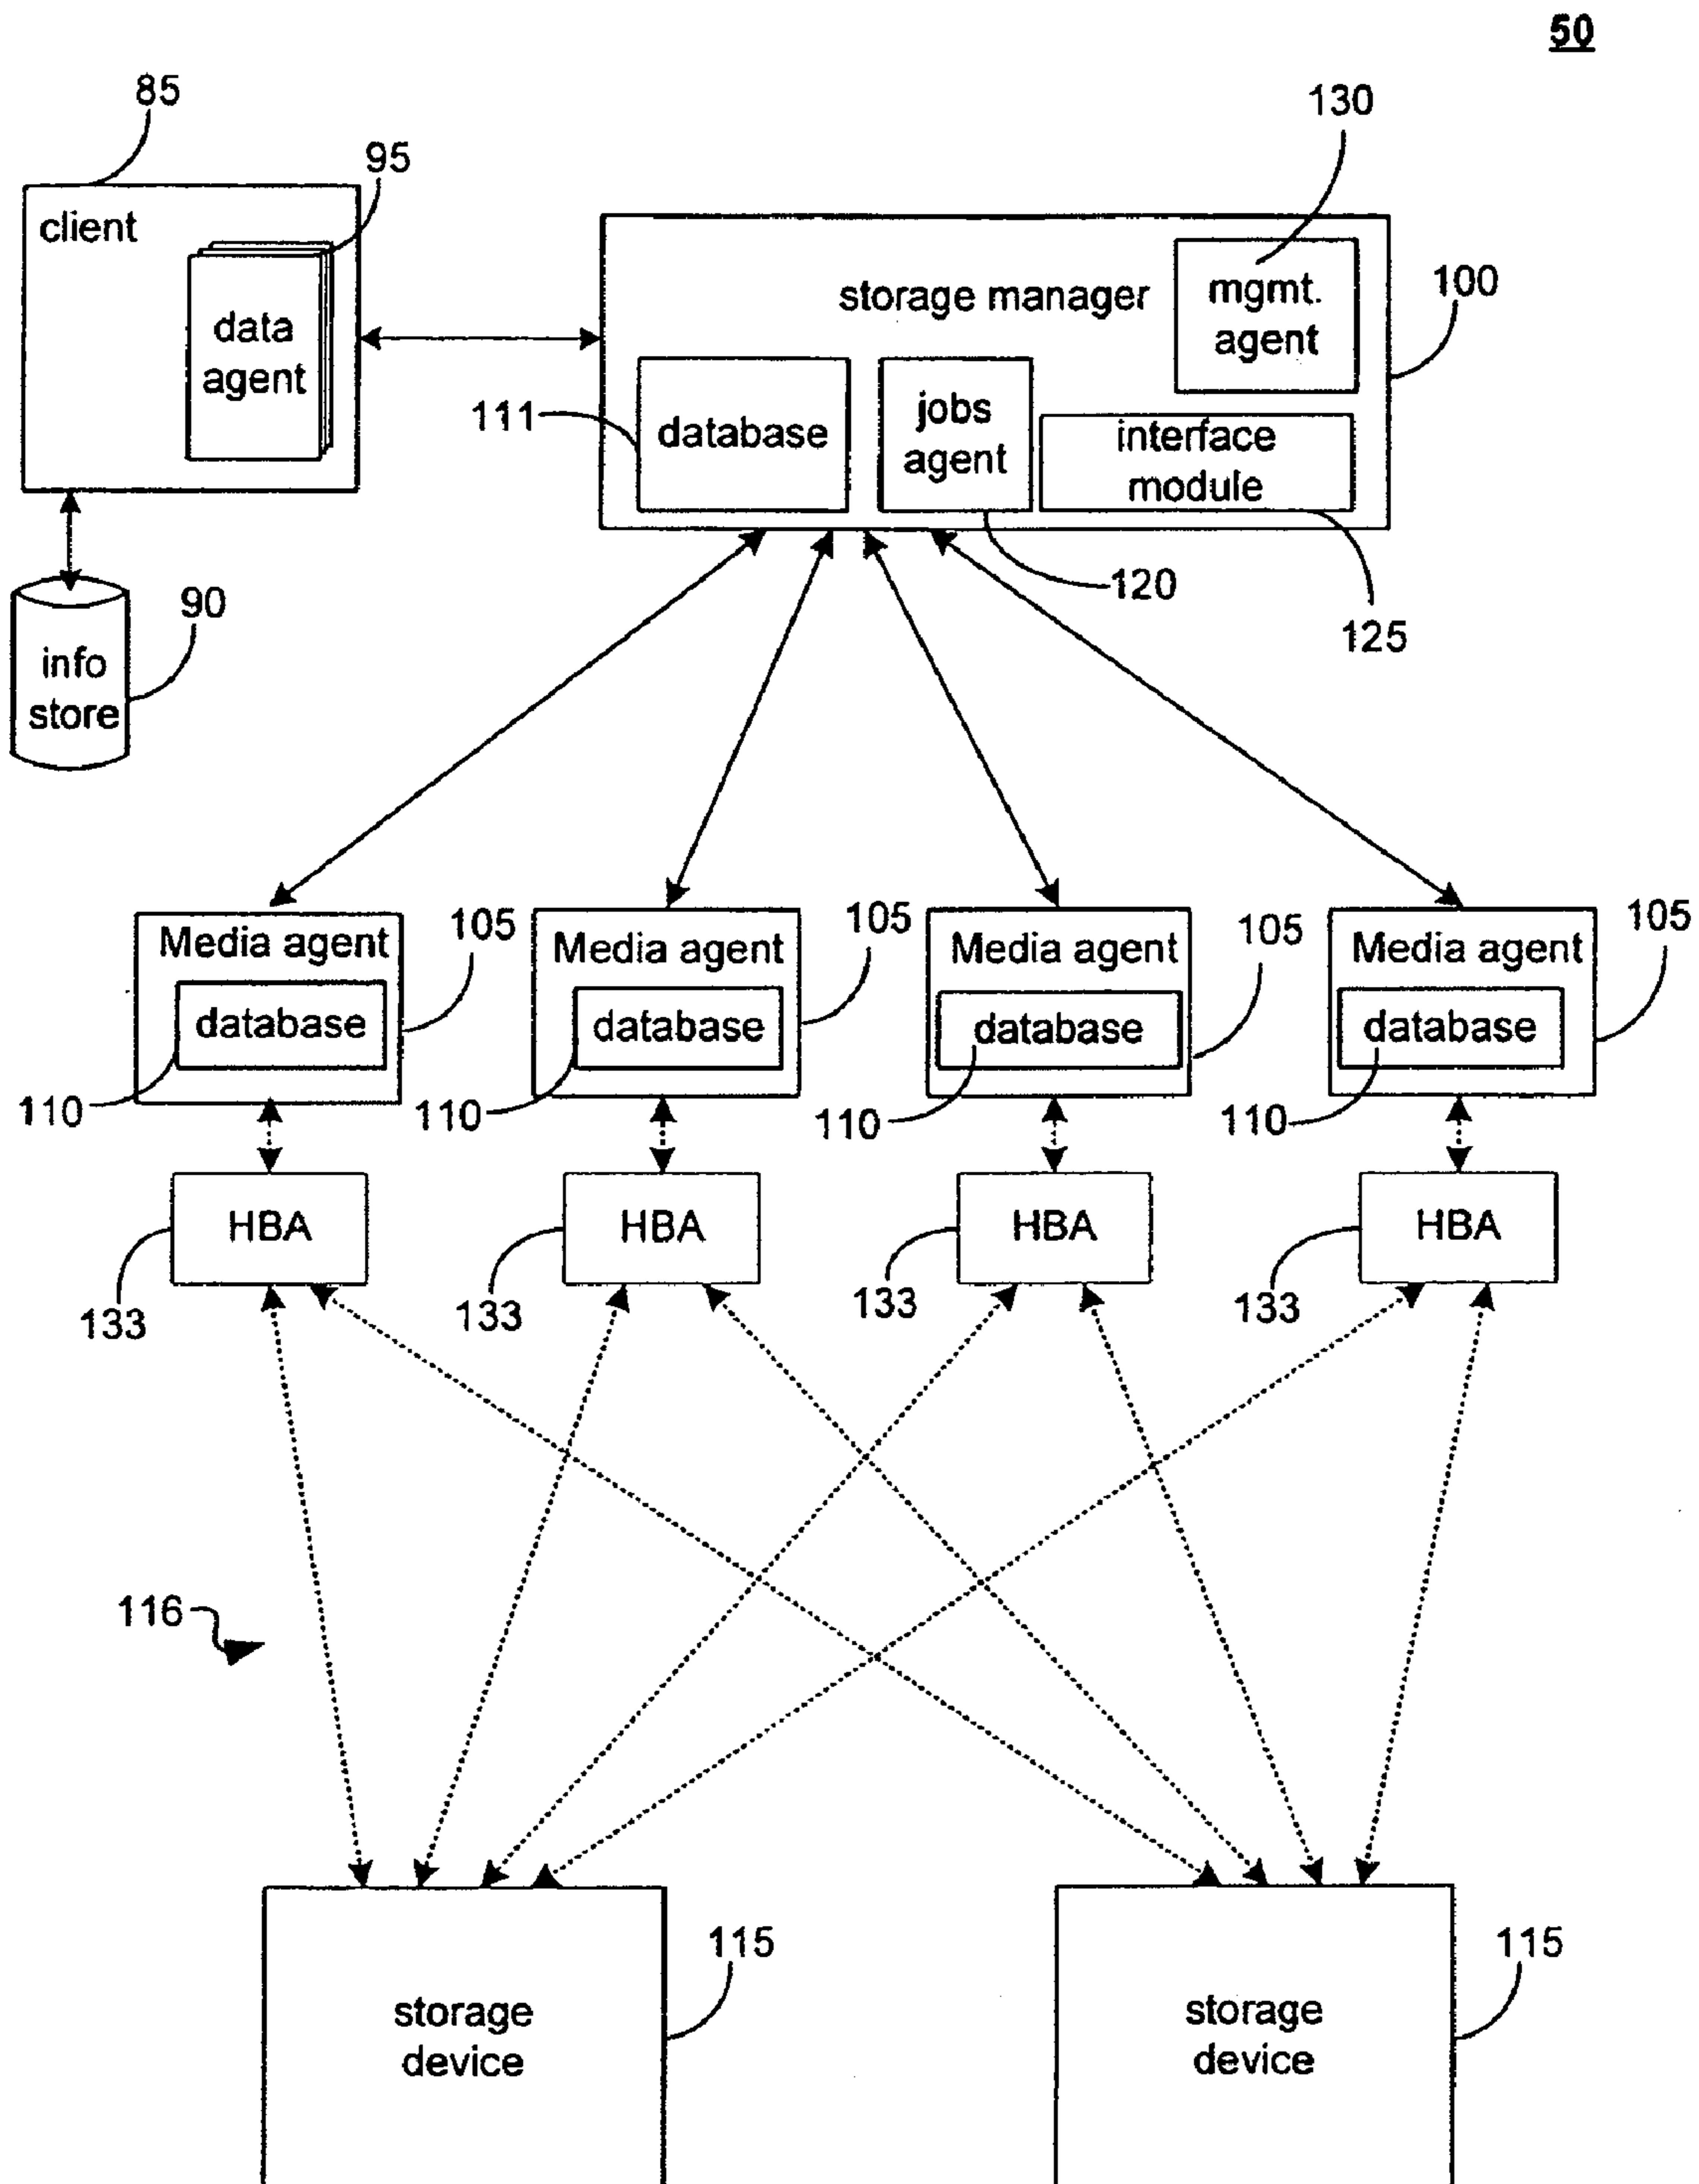 50
85
95
130
client
data
agent
storage manager
mgmt.
agent
100
111
database
jobs
agent
interface
module
120
125
90
info
store
Media agent
database
105
110
Media agent
database
105
110
Media agent
database
105
110
Media agent
database
105
110
HBA
133
HBA
133
HBA
133
HBA
133
116
storage
device
115
storage
device
115